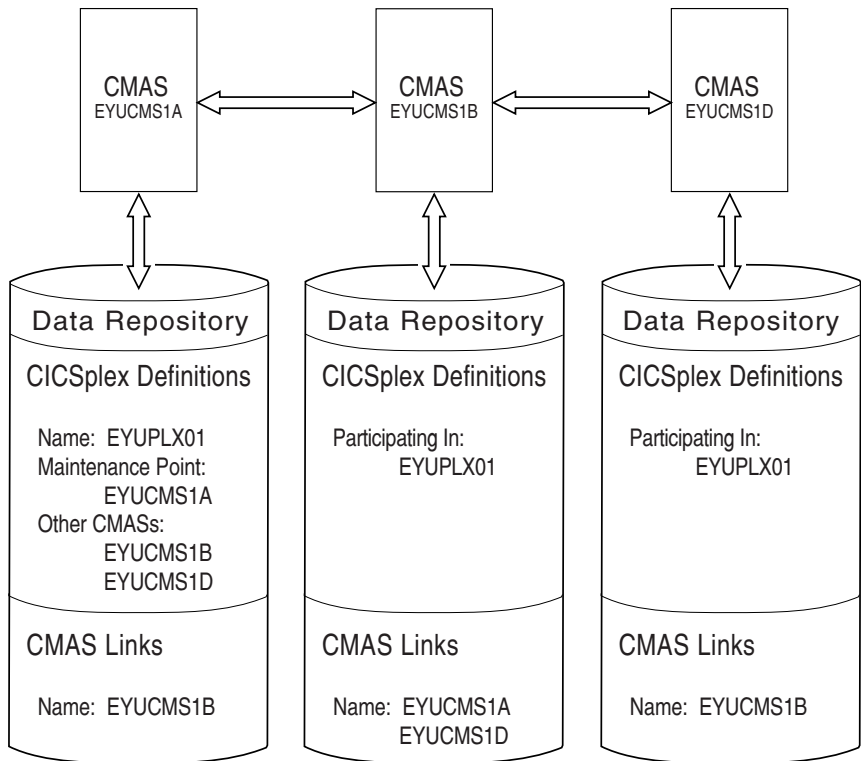 CMAS
EYUCMS1A
CMAS
EYUCMS1B
CMAS
EYUCMS1D
Data Repository
CICSplex Definitions
Name: EYUPLX01
Maintenance Point:
EYUCMS1A
Other CMASs:
EYUCMS1B
EYUCMS1D
CMAS Links
Name: EYUCMS1B
Data Repository
CICSplex Definitions
Participating In:
EYUPLX01
CMAS Links
Name: EYUCMS1A
EYUCMS1D
Data Repository
CICSplex Definitions
Participating In:
EYUPLX01
CMAS Links
Name: EYUCMS1B